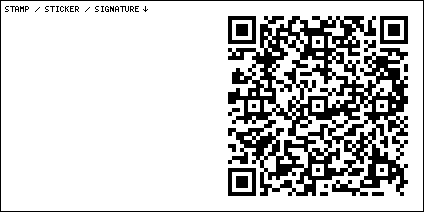 STAMP / STICKER / SIGNATURE ↓